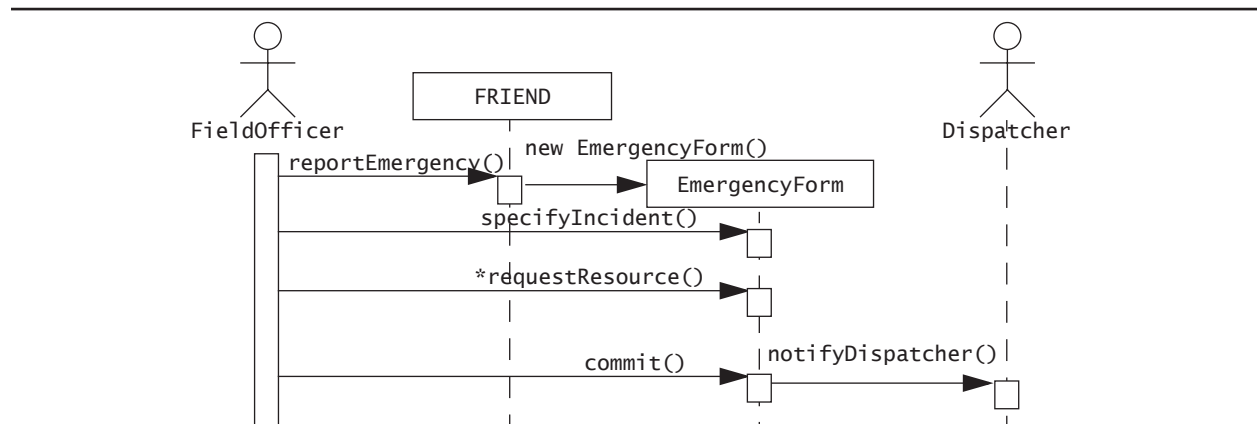 FRIEND
FieldOfficer
Dispatcher
new EmergencyForm()
reportEmergency()
EmergencyForm
specifyIncident()
*requestResource()
notifyDispatcher()
commit()